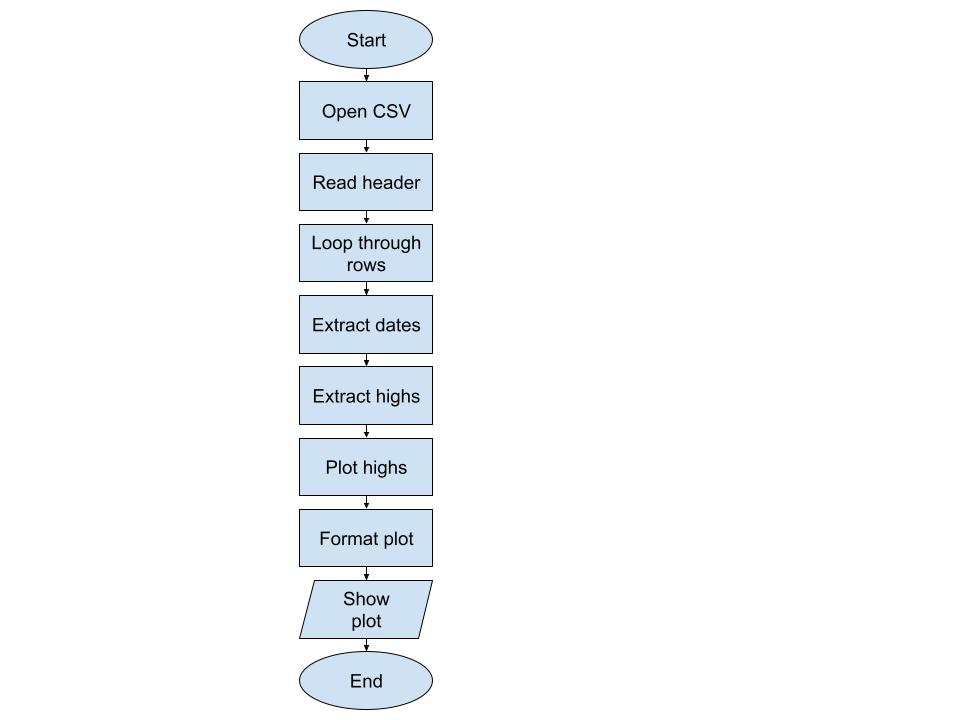 Start
Open CSV
Read header
Loop through
rows
Extract dates
Extract highs
Plot highs
Format plot
Show
plot
End